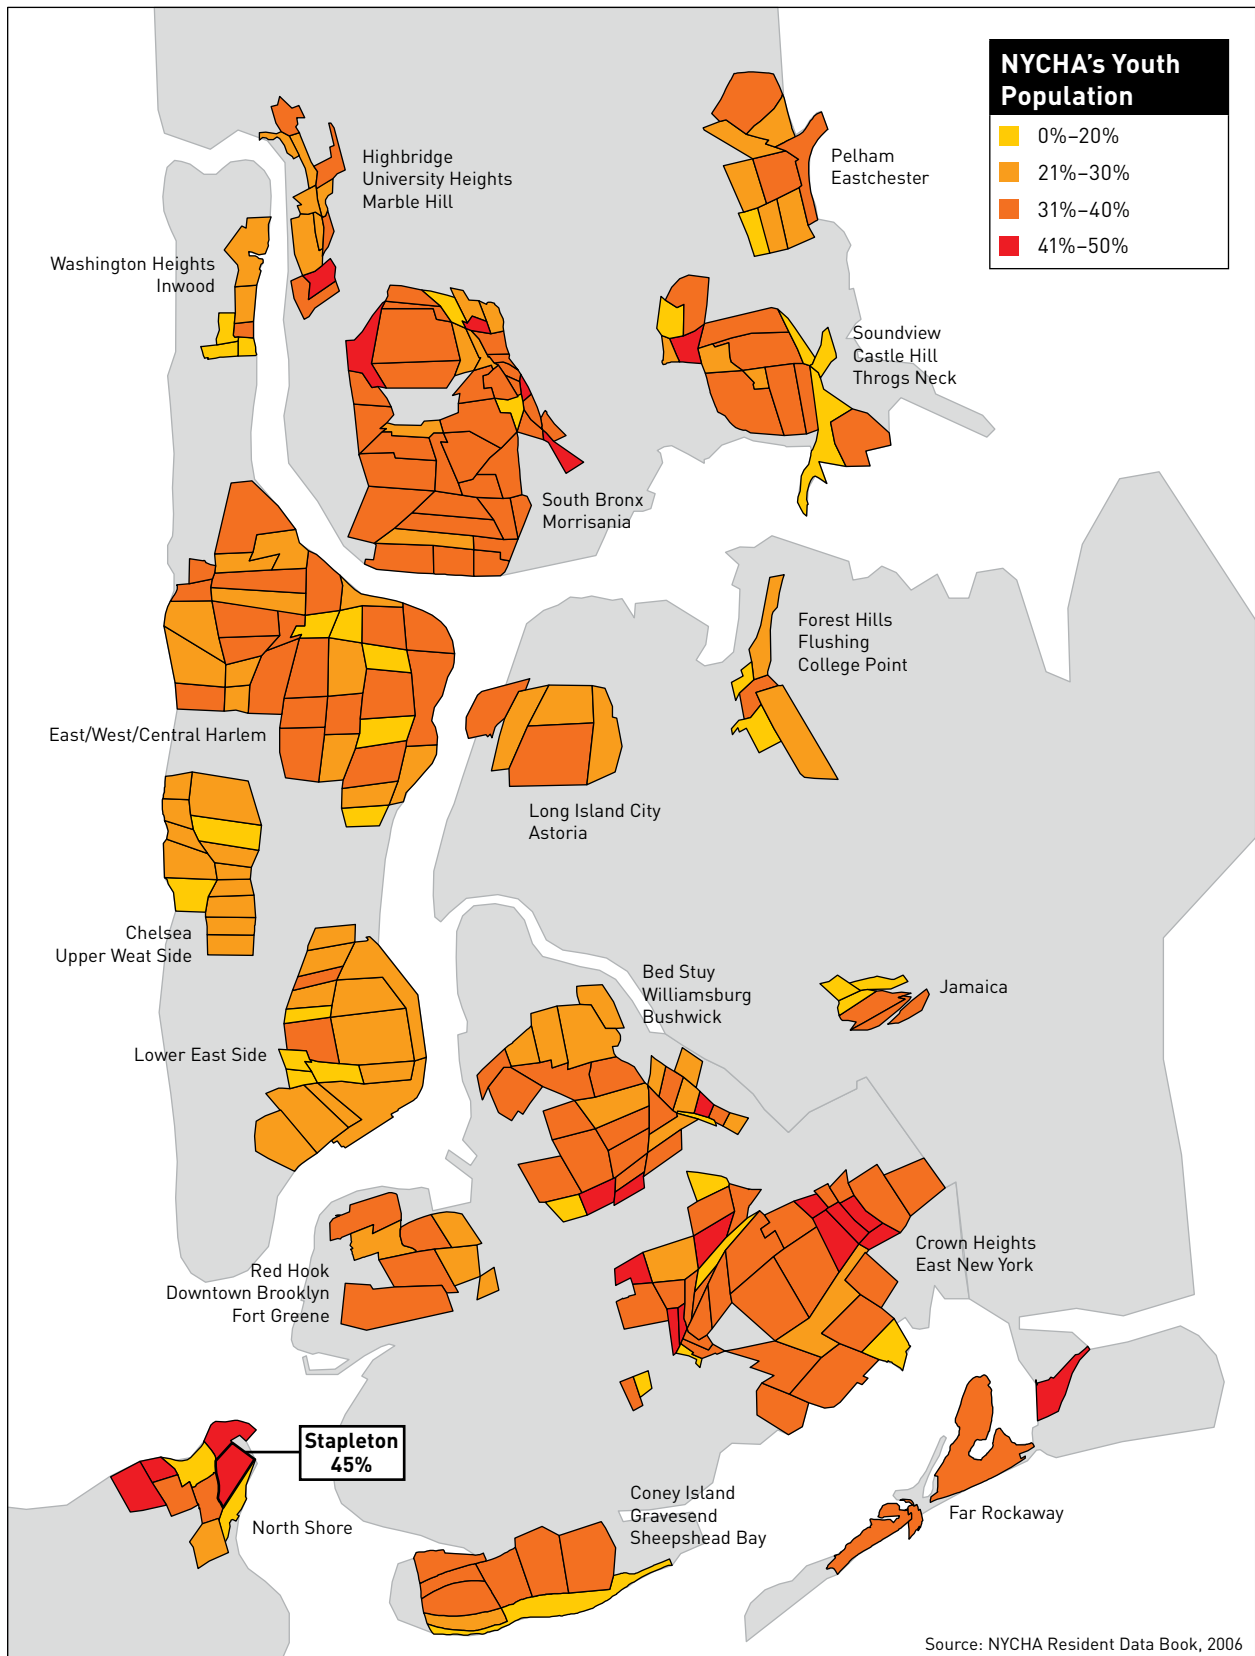 NYCHA's Youth
Population
0%–20%
21%–30%
31%–40%
41%–50%
Highbridge
University Heights
Marble Hill
Pelham
Eastchester
Washington Heights
Inwood
Soundview
Castle Hill
Throgs Neck
South Bronx
Morrisania
Forest Hills
Flushing
College Point
East/West/Central Harlem
Long Island City
Astoria
Chelsea
Upper Weat Side
Bed Stuy
Williamsburg
Bushwick
Jamaica
Lower East Side
Crown Heights
East New York
Red Hook
Downtown Brooklyn
Fort Greene
Stapleton
45%
North Shore
Coney Island
Gravesend
Sheepshead Bay
Far Rockaway
Source: NYCHA Resident Data Book, 2006